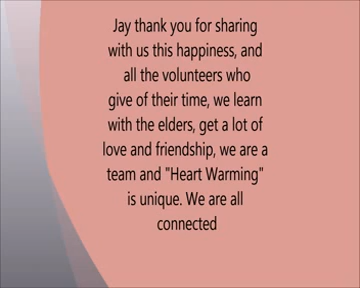 Jay thank you for sharing
with us this happiness, and
all the volunteers who
give of their time, we learn
with the elders, get a lot of
love and friendship, we are a
team and "Heart Warming"
is unique. We are all
connected